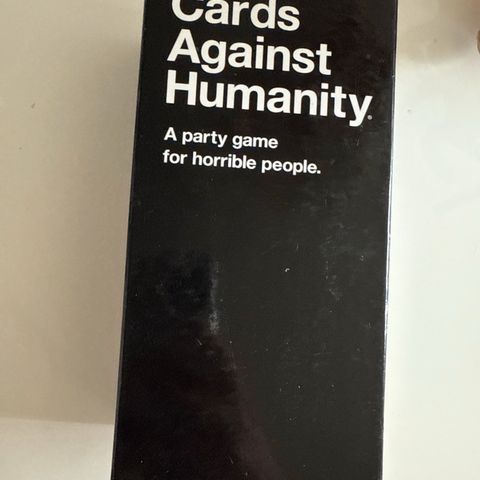 Cards
Against
Humanity®
A party game
for horrible people.